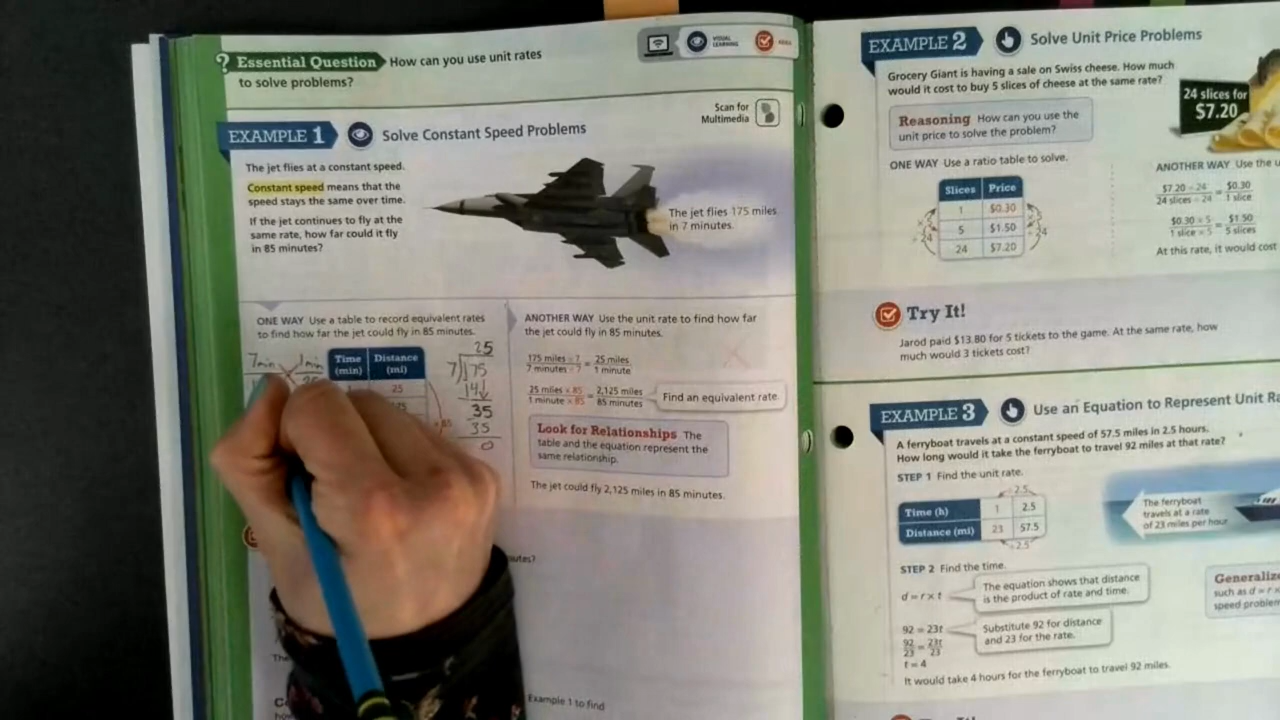 ? Essential Question How can you use unit rates
to solve problems?
VISUAL
LEARNING
Scan for
Multimedia
EXAMPLE 1 Solve Constant Speed Problems
The jet flies at a constant speed.
Constant speed means that the
speed stays the same over time.
If the jet continues to fly at the
same rate, how far could it fly
in 85 minutes?
The jet flies 175 miles
in 7 minutes.
ONE WAY Use a table to record equivalent rates
to find how far the jet could fly in 85 minutes.
7min 1min
Time
(min)
Distance
(mi)
25
25
7)175
14
35
35
0
ANOTHER WAY Use the unit rate to find how far
the jet could fly in 85 minutes.
175 miles ÷ 7 = 25 miles
7 minutes ÷ 7 1 minute
25 miles × 85 = 2,125 miles
1 minute × 85 85 minutes
Find an equivalent rate.
Look for Relationships The
table and the equation represent the
same relationship.
The jet could fly 2,125 miles in 85 minutes.
Example 1 to find
EXAMPLE 2 Solve Unit Price Problems
Grocery Giant is having a sale on Swiss cheese. How much
would it cost to buy 5 slices of cheese at the same rate?
24 slices for
$7.20
Reasoning How can you use the
unit price to solve the problem?
ONE WAY Use a ratio table to solve.
Slices Price
1 $0.30
5 $1.50
24 $7.20
ANOTHER WAY Use the
$7.20 ÷ 24 = $0.30
24 slices ÷ 24 1 slice
$0.30 × 5 = $1.50
1 slice × 5 5 slices
At this rate, it would cost
Try It!
Jarod paid $13.80 for 5 tickets to the game. At the same rate, how
much would 3 tickets cost?
EXAMPLE 3 Use an Equation to Represent Unit
A ferryboat travels at a constant speed of 57.5 miles in 2.5 hours.
How long would it take the ferryboat to travel 92 miles at that rate?
STEP 1 Find the unit rate.
÷ 2.5
Time (h) 1 2.5
Distance (mi) 23 57.5
÷ 2.5
The ferryboat
travels at a rate
of 23 miles per hour
STEP 2 Find the time.
d = r × t
The equation shows that distance
is the product of rate and time.
92 = 23t
Substitute 92 for distance
and 23 for the rate.
92 = 23t
23 23
t = 4
It would take 4 hours for the ferryboat to travel 92 miles.
Generalize
such as d = r ×
speed problem